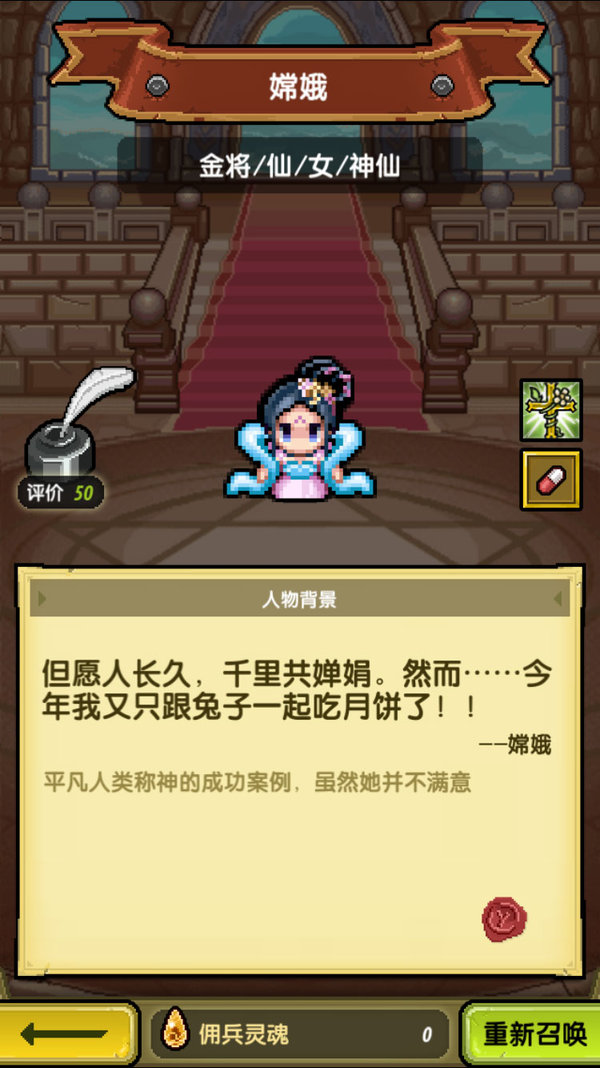 嫦娥
金将/仙/女/神仙
评价 50
人物背景
但愿人长久，千里共婵娟。然而……今
年我又只跟兔子一起吃月饼了！！
--嫦娥
平凡人类称神的成功案例，虽然她并不满意
Y
佣兵灵魂 0
重新召唤